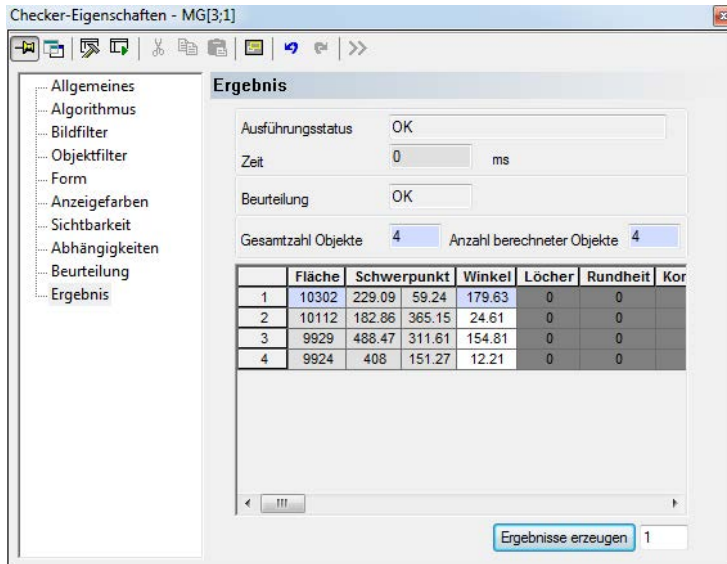 Checker-Eigenschaften - MG[3;1]
Allgemeines
Algorithmus
Bildfilter
Objektfilter
Form
Anzeigefarben
Sichtbarkeit
Abhängigkeiten
Beurteilung
Ergebnis
Ergebnis
Ausführungsstatus OK
Zeit 0 ms
Beurteilung OK
Gesamtzahl Objekte 4 Anzahl berechneter Objekte 4
Fläche Schwerpunkt Winkel Löcher Rundheit Kor
1 10302 229.09 59.24 179.63 0 0
2 10112 182.86 365.15 24.61 0 0
3 9929 488.47 311.61 154.81 0 0
4 9924 408 151.27 12.21 0 0
Ergebnisse erzeugen 1